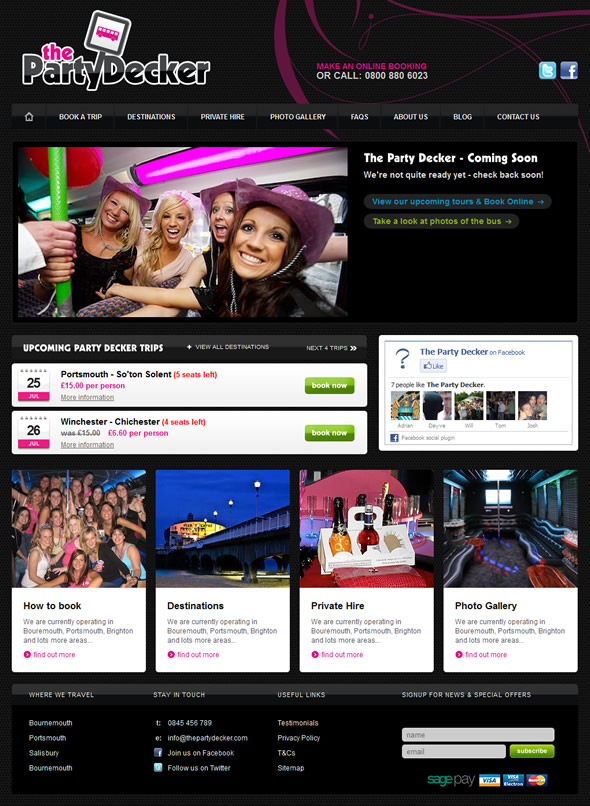 the
PartyDecker
MAKE AN ONLINE BOOKING
OR CALL: 0800 880 6023
BOOK A TRIP
DESTINATIONS
PRIVATE HIRE
PHOTO GALLERY
FAQS
ABOUT US
BLOG
CONTACT US
The Party Decker - Coming Soon
We're not quite ready yet - check back soon!
View our upcoming tours & Book Online →
Take a look at photos of the bus →
UPCOMING PARTY DECKER TRIPS
VIEW ALL DESTINATIONS
NEXT 4 TRIPS
25
JUL
Portsmouth - So'ton Solent (5 seats left)
£15.00 per person
More information
book now
26
JUL
Winchester - Chichester (4 seats left)
was £15.00 £6.60 per person
More information
book now
?
The Party Decker on Facebook
Like
7 people like The Party Decker.
Adrian
Dayve
Will
Tom
Josh
Facebook social plugin
How to book
We are currently operating in
Bouremouth, Portsmouth, Brighton
and lots more areas...
find out more
Destinations
We are currently operating in
Bouremouth, Portsmouth, Brighton
and lots more areas...
find out more
Private Hire
We are currently operating in
Bouremouth, Portsmouth, Brighton
and lots more areas...
find out more
Photo Gallery
We are currently operating in
Bouremouth, Portsmouth, Brighton
and lots more areas...
find out more
WHERE WE TRAVEL
Bournemouth
Portsmouth
Salisbury
Bournemouth
STAY IN TOUCH
t: 0845 456 789
e: info@thepartydecker.com
Join us on Facebook
Follow us on Twitter
USEFUL LINKS
Testimonials
Privacy Policy
T&Cs
Sitemap
SIGNUP FOR NEWS & SPECIAL OFFERS
name
email
subscribe
sagepay
VISA
VISA
Electron